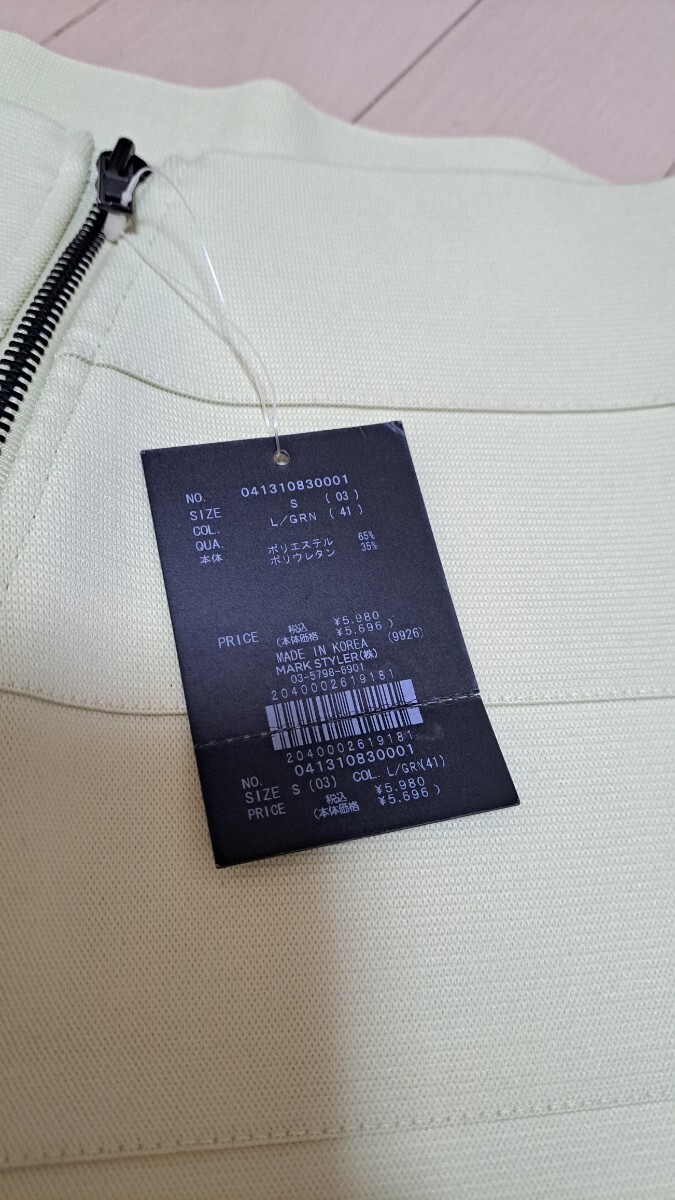 NO. 041310830001
SIZE S (03)
COL. L/GRN (41)
QUA. ポリエステル 65%
本体 ポリウレタン 35%
PRICE 税込 ¥5.980
(本体価格 ¥5.696)
MADE IN KOREA (9926)
MARK STYLER(株)
03-5798-6901
2040002619181
2040002619181
NO. 041310830001
SIZE S (03) COL. L/GRN(41)
PRICE 税込 ¥5.980
(本体価格 ¥5.696)